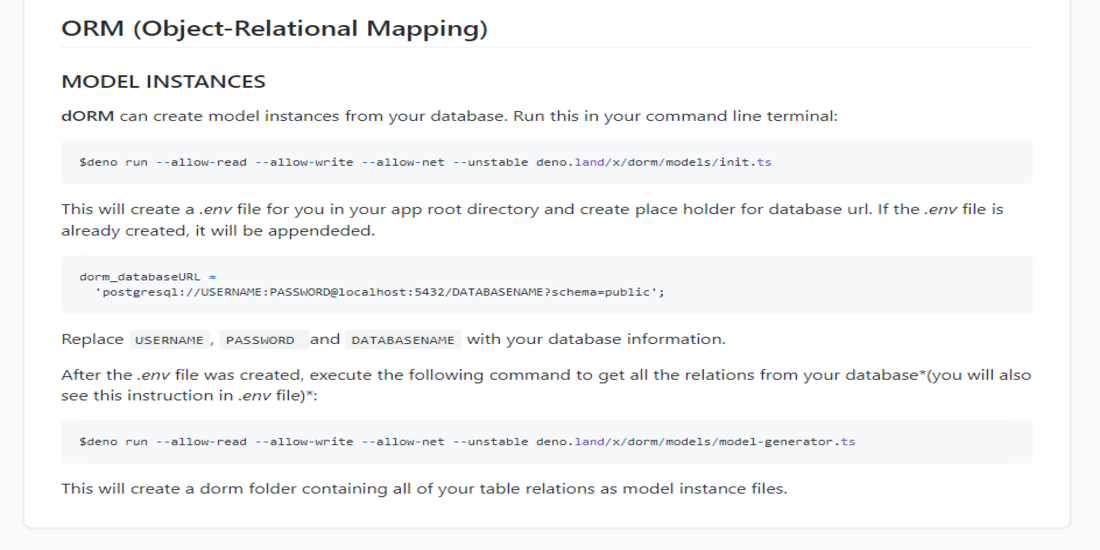 ORM (Object-Relational Mapping)
MODEL INSTANCES
dORM can create model instances from your database. Run this in your command line terminal:
$deno run --allow-read --allow-write --allow-net --unstable deno.land/x/dorm/models/init.ts
This will create a .env file for you in your app root directory and create place holder for database url. If the .env file is
already created, it will be appendeded.
dorm_databaseURL =
'postgresql://USERNAME:PASSWORD@localhost:5432/DATABASENAME?schema=public';
Replace USERNAME, PASSWORD and DATABASENAME with your database information.
After the .env file was created, execute the following command to get all the relations from your database*(you will also
see this instruction in .env file)*:
$deno run --allow-read --allow-write --allow-net --unstable deno.land/x/dorm/models/model-generator.ts
This will create a dorm folder containing all of your table relations as model instance files.